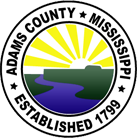 ADAMS COUNTY ★ MISSISSIPPI
★ ESTABLISHED 1799 ★